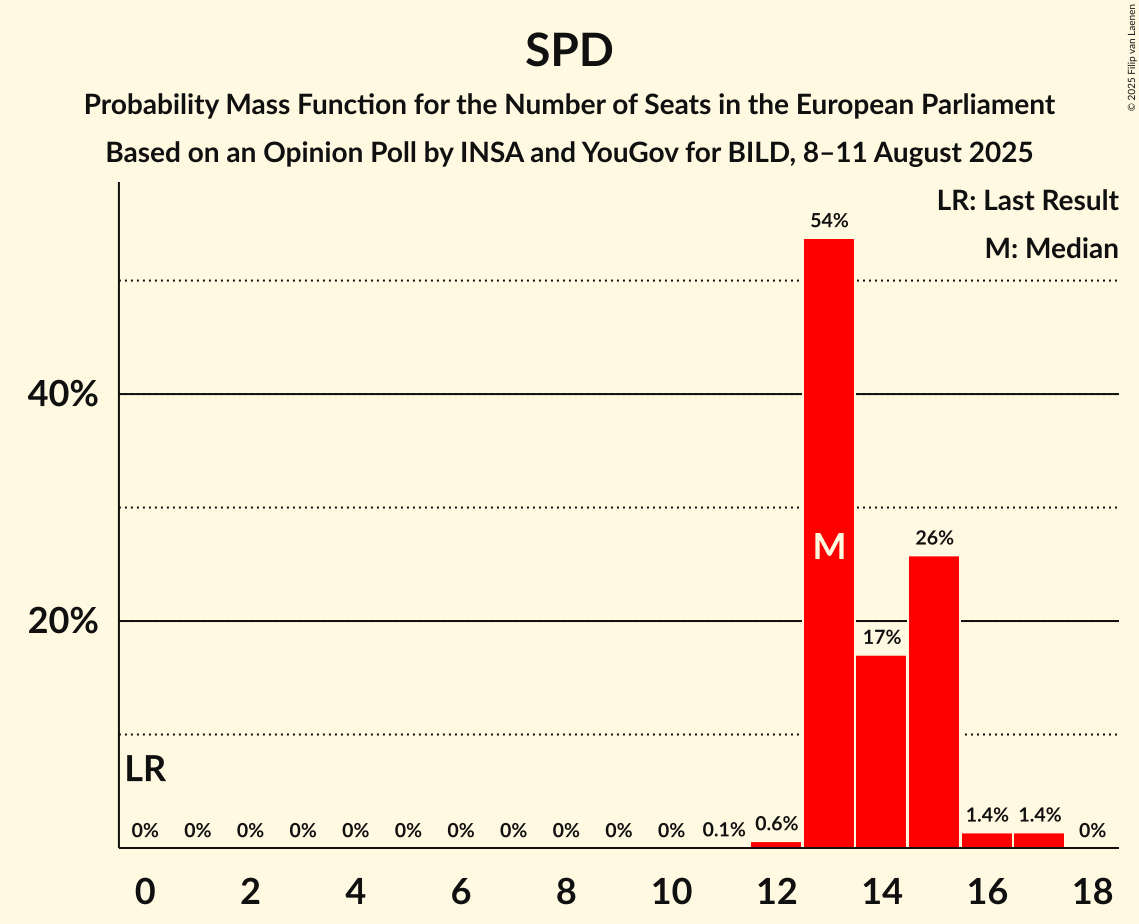 SPD
Probability Mass Function for the Number of Seats in the European Parliament
Based on an Opinion Poll by INSA and YouGov for BILD, 8–11 August 2025
© 2025 Filip van Laenen
LR: Last Result
M: Median
54%
40%
M
26%
20%
17%
LR
0% 0% 0% 0% 0% 0% 0% 0% 0% 0% 0% 0.1% 0.6% 1.4% 1.4% 0%
0 2 4 6 8 10 12 14 16 18